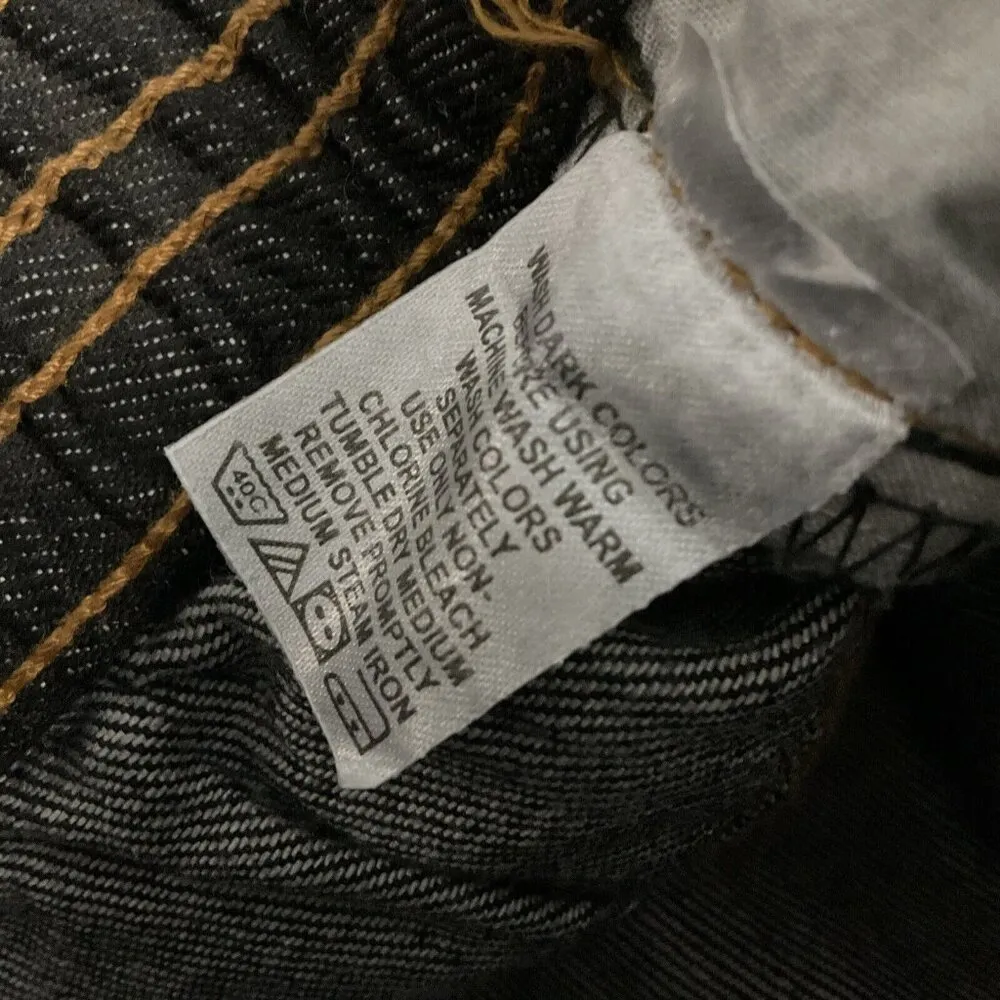 WASH DARK COLORS
BEFORE USING
MACHINE WASH WARM
WASH COLORS
SEPARATELY
USE ONLY NON-
CHLORINE BLEACH
TUMBLE DRY MEDIUM
REMOVE PROMPTLY
MEDIUM STEAM IRON
40C